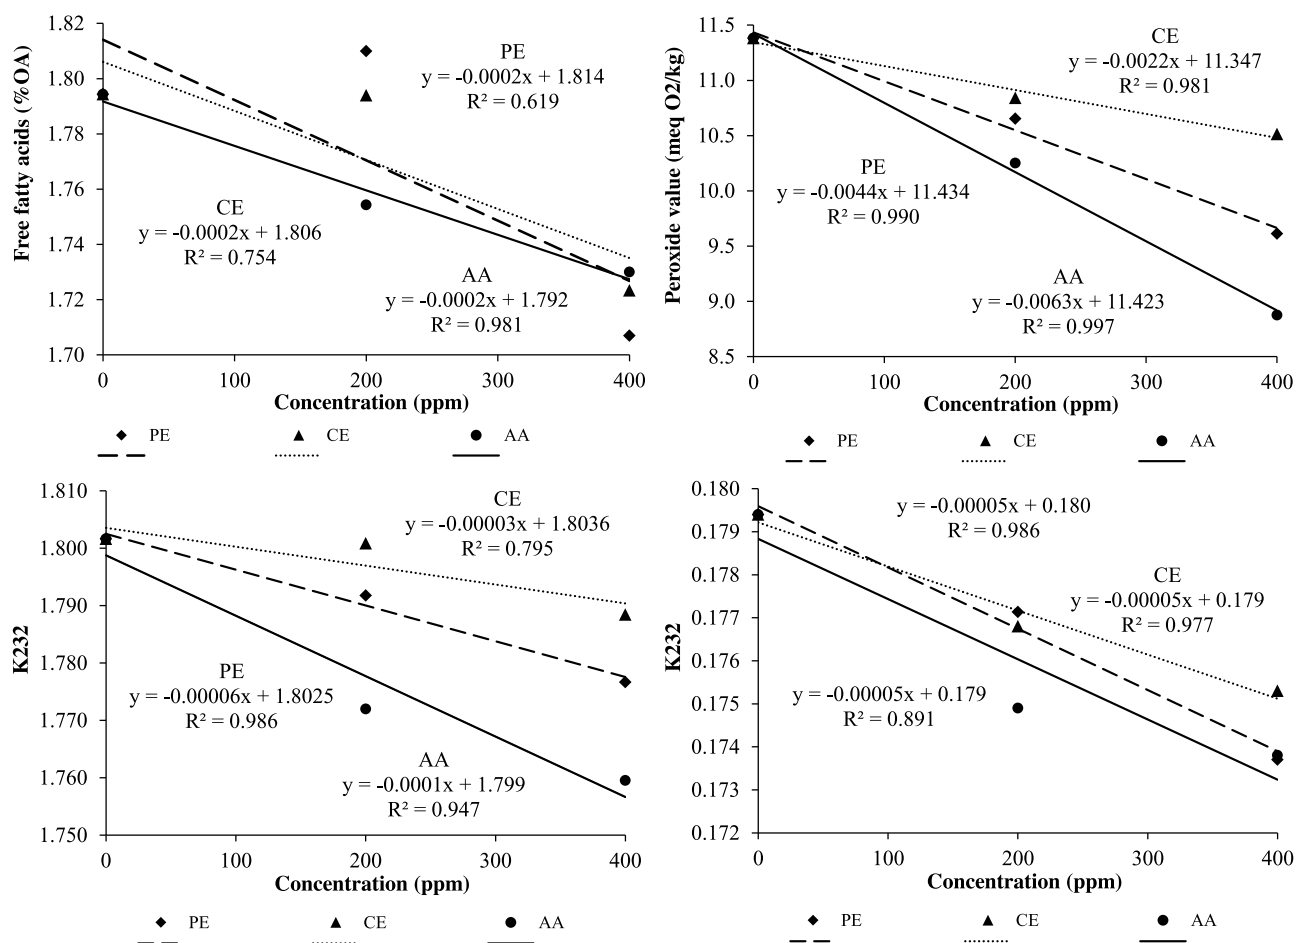 Free fatty acids (%OA)
1.82
1.80
1.78
1.76
1.74
1.72
1.70
PE
y = -0.0002x + 1.814
R² = 0.619
CE
y = -0.0002x + 1.806
R² = 0.754
AA
y = -0.0002x + 1.792
R² = 0.981
0 100 200 300 400
Concentration (ppm)
PE CE AA
Peroxide value (meq O2/kg)
11.5
11.0
10.5
10.0
9.5
9.0
8.5
CE
y = -0.0022x + 11.347
R² = 0.981
PE
y = -0.0044x + 11.434
R² = 0.990
AA
y = -0.0063x + 11.423
R² = 0.997
0 100 200 300 400
Concentration (ppm)
PE CE AA
K232
1.810
1.800
1.790
1.780
1.770
1.760
1.750
CE
y = -0.00003x + 1.8036
R² = 0.795
PE
y = -0.00006x + 1.8025
R² = 0.986
AA
y = -0.0001x + 1.799
R² = 0.947
0 100 200 300 400
Concentration (ppm)
PE CE AA
K232
0.180
0.179
0.178
0.177
0.176
0.175
0.174
0.173
0.172
y = -0.00005x + 0.180
R² = 0.986
CE
y = -0.00005x + 0.179
R² = 0.977
y = -0.00005x + 0.179
R² = 0.891
0 100 200 300 400
Concentration (ppm)
PE CE AA